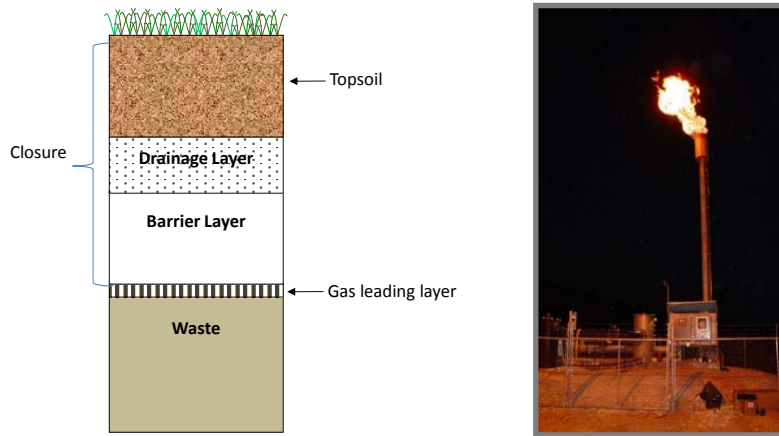 Topsoil
Closure
Drainage Layer
Barrier Layer
Gas leading layer
Waste